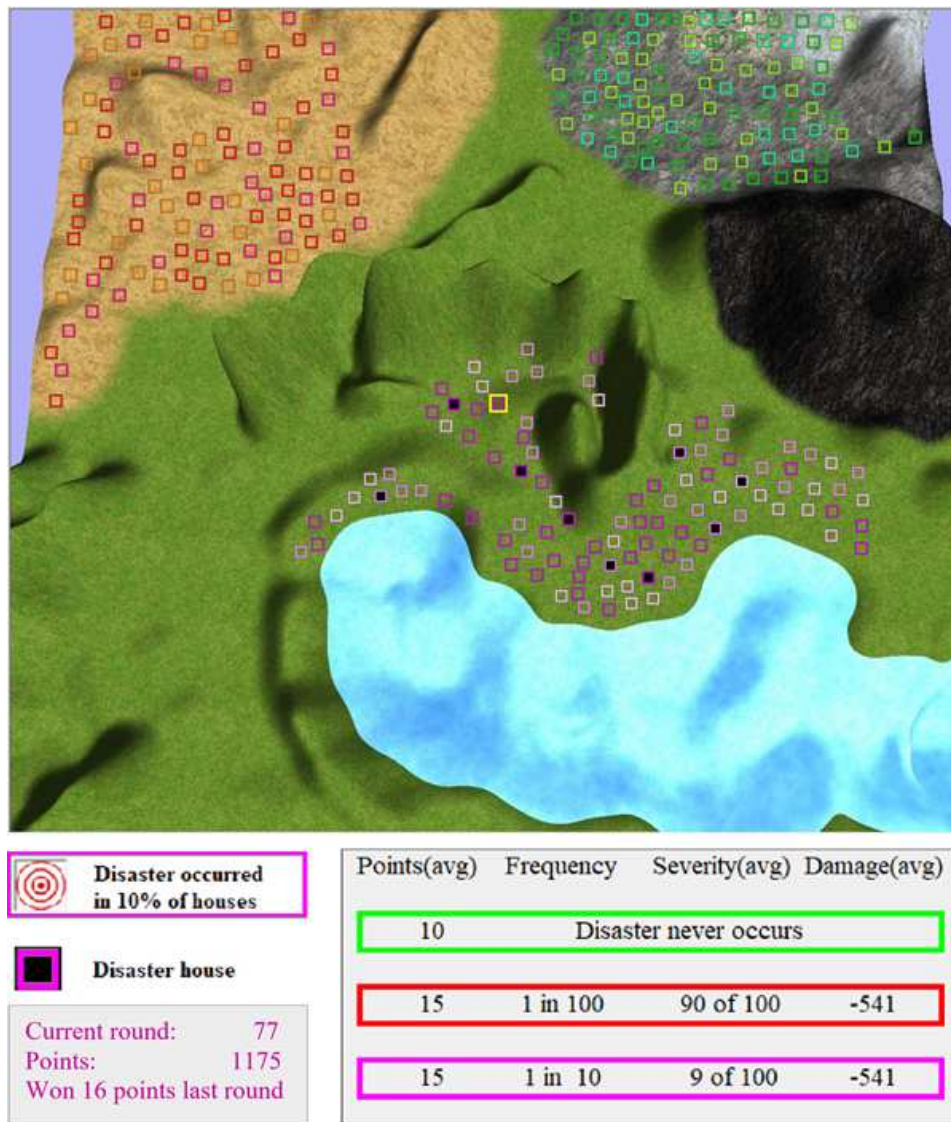 Disaster occurred
in 10% of houses
Disaster house
Current round: 77
Points: 1175
Won 16 points last round
Points(avg) Frequency Severity(avg) Damage(avg)
10 Disaster never occurs
15 1 in 100 90 of 100 -541
15 1 in 10 9 of 100 -541